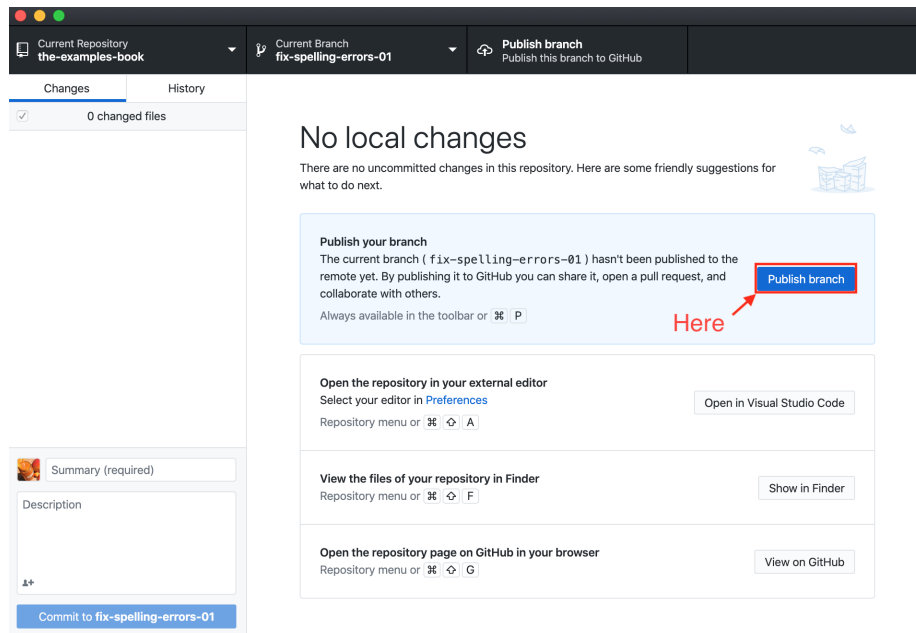 Current Repository
the-examples-book
Current Branch
fix-spelling-errors-01
Publish branch
Publish this branch to GitHub
Changes
History
0 changed files
No local changes
There are no uncommitted changes in this repository. Here are some friendly suggestions for
what to do next.
Publish your branch
The current branch ( fix-spelling-errors-01 ) hasn't been published to the
remote yet. By publishing it to GitHub you can share it, open a pull request, and
collaborate with others.
Always available in the toolbar or ⌘ P
Publish branch
Here
Open the repository in your external editor
Select your editor in Preferences
Repository menu or ⌘ ⇧ A
Open in Visual Studio Code
View the files of your repository in Finder
Repository menu or ⌘ ⇧ F
Show in Finder
Open the repository page on GitHub in your browser
Repository menu or ⌘ ⇧ G
View on GitHub
Summary (required)
Description
Commit to fix-spelling-errors-01